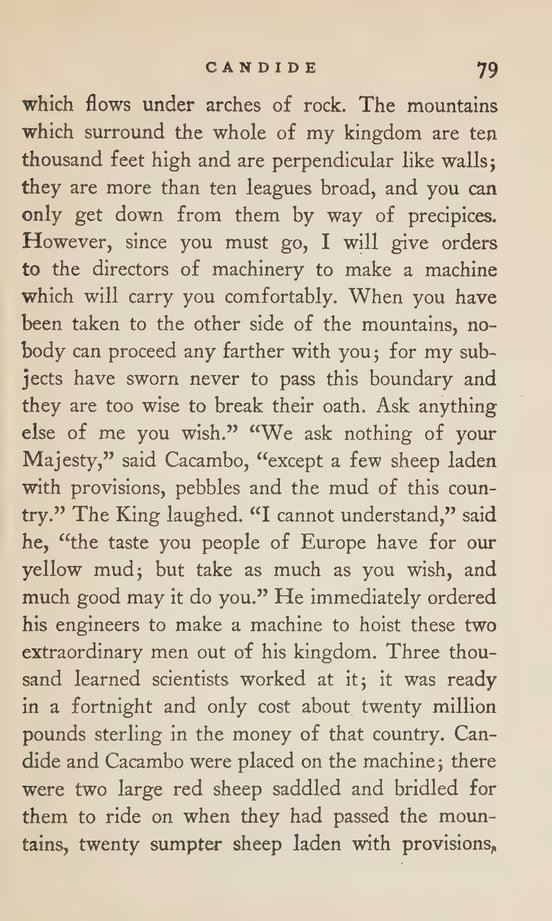 CANDIDE 79
which flows under arches of rock. The mountains
which surround the whole of my kingdom are ten
thousand feet high and are perpendicular like walls;
they are more than ten leagues broad, and you can
only get down from them by way of precipices.
However, since you must go, I will give orders
to the directors of machinery to make a machine
which will carry you comfortably. When you have
been taken to the other side of the mountains, no-
body can proceed any farther with you; for my sub-
jects have sworn never to pass this boundary and
they are too wise to break their oath. Ask anything
else of me you wish.” “We ask nothing of your
Majesty,” said Cacambo, “except a few sheep laden
with provisions, pebbles and the mud of this coun-
try.” The King laughed. “I cannot understand,” said
he, “the taste you people of Europe have for our
yellow mud; but take as much as you wish, and
much good may it do you.” He immediately ordered
his engineers to make a machine to hoist these two
extraordinary men out of his kingdom. Three thou-
sand learned scientists worked at it; it was ready
in a fortnight and only cost about twenty million
pounds sterling in the money of that country. Can-
dide and Cacambo were placed on the machine; there
were two large red sheep saddled and bridled for
them to ride on when they had passed the moun-
tains, twenty sumpter sheep laden with provisions,